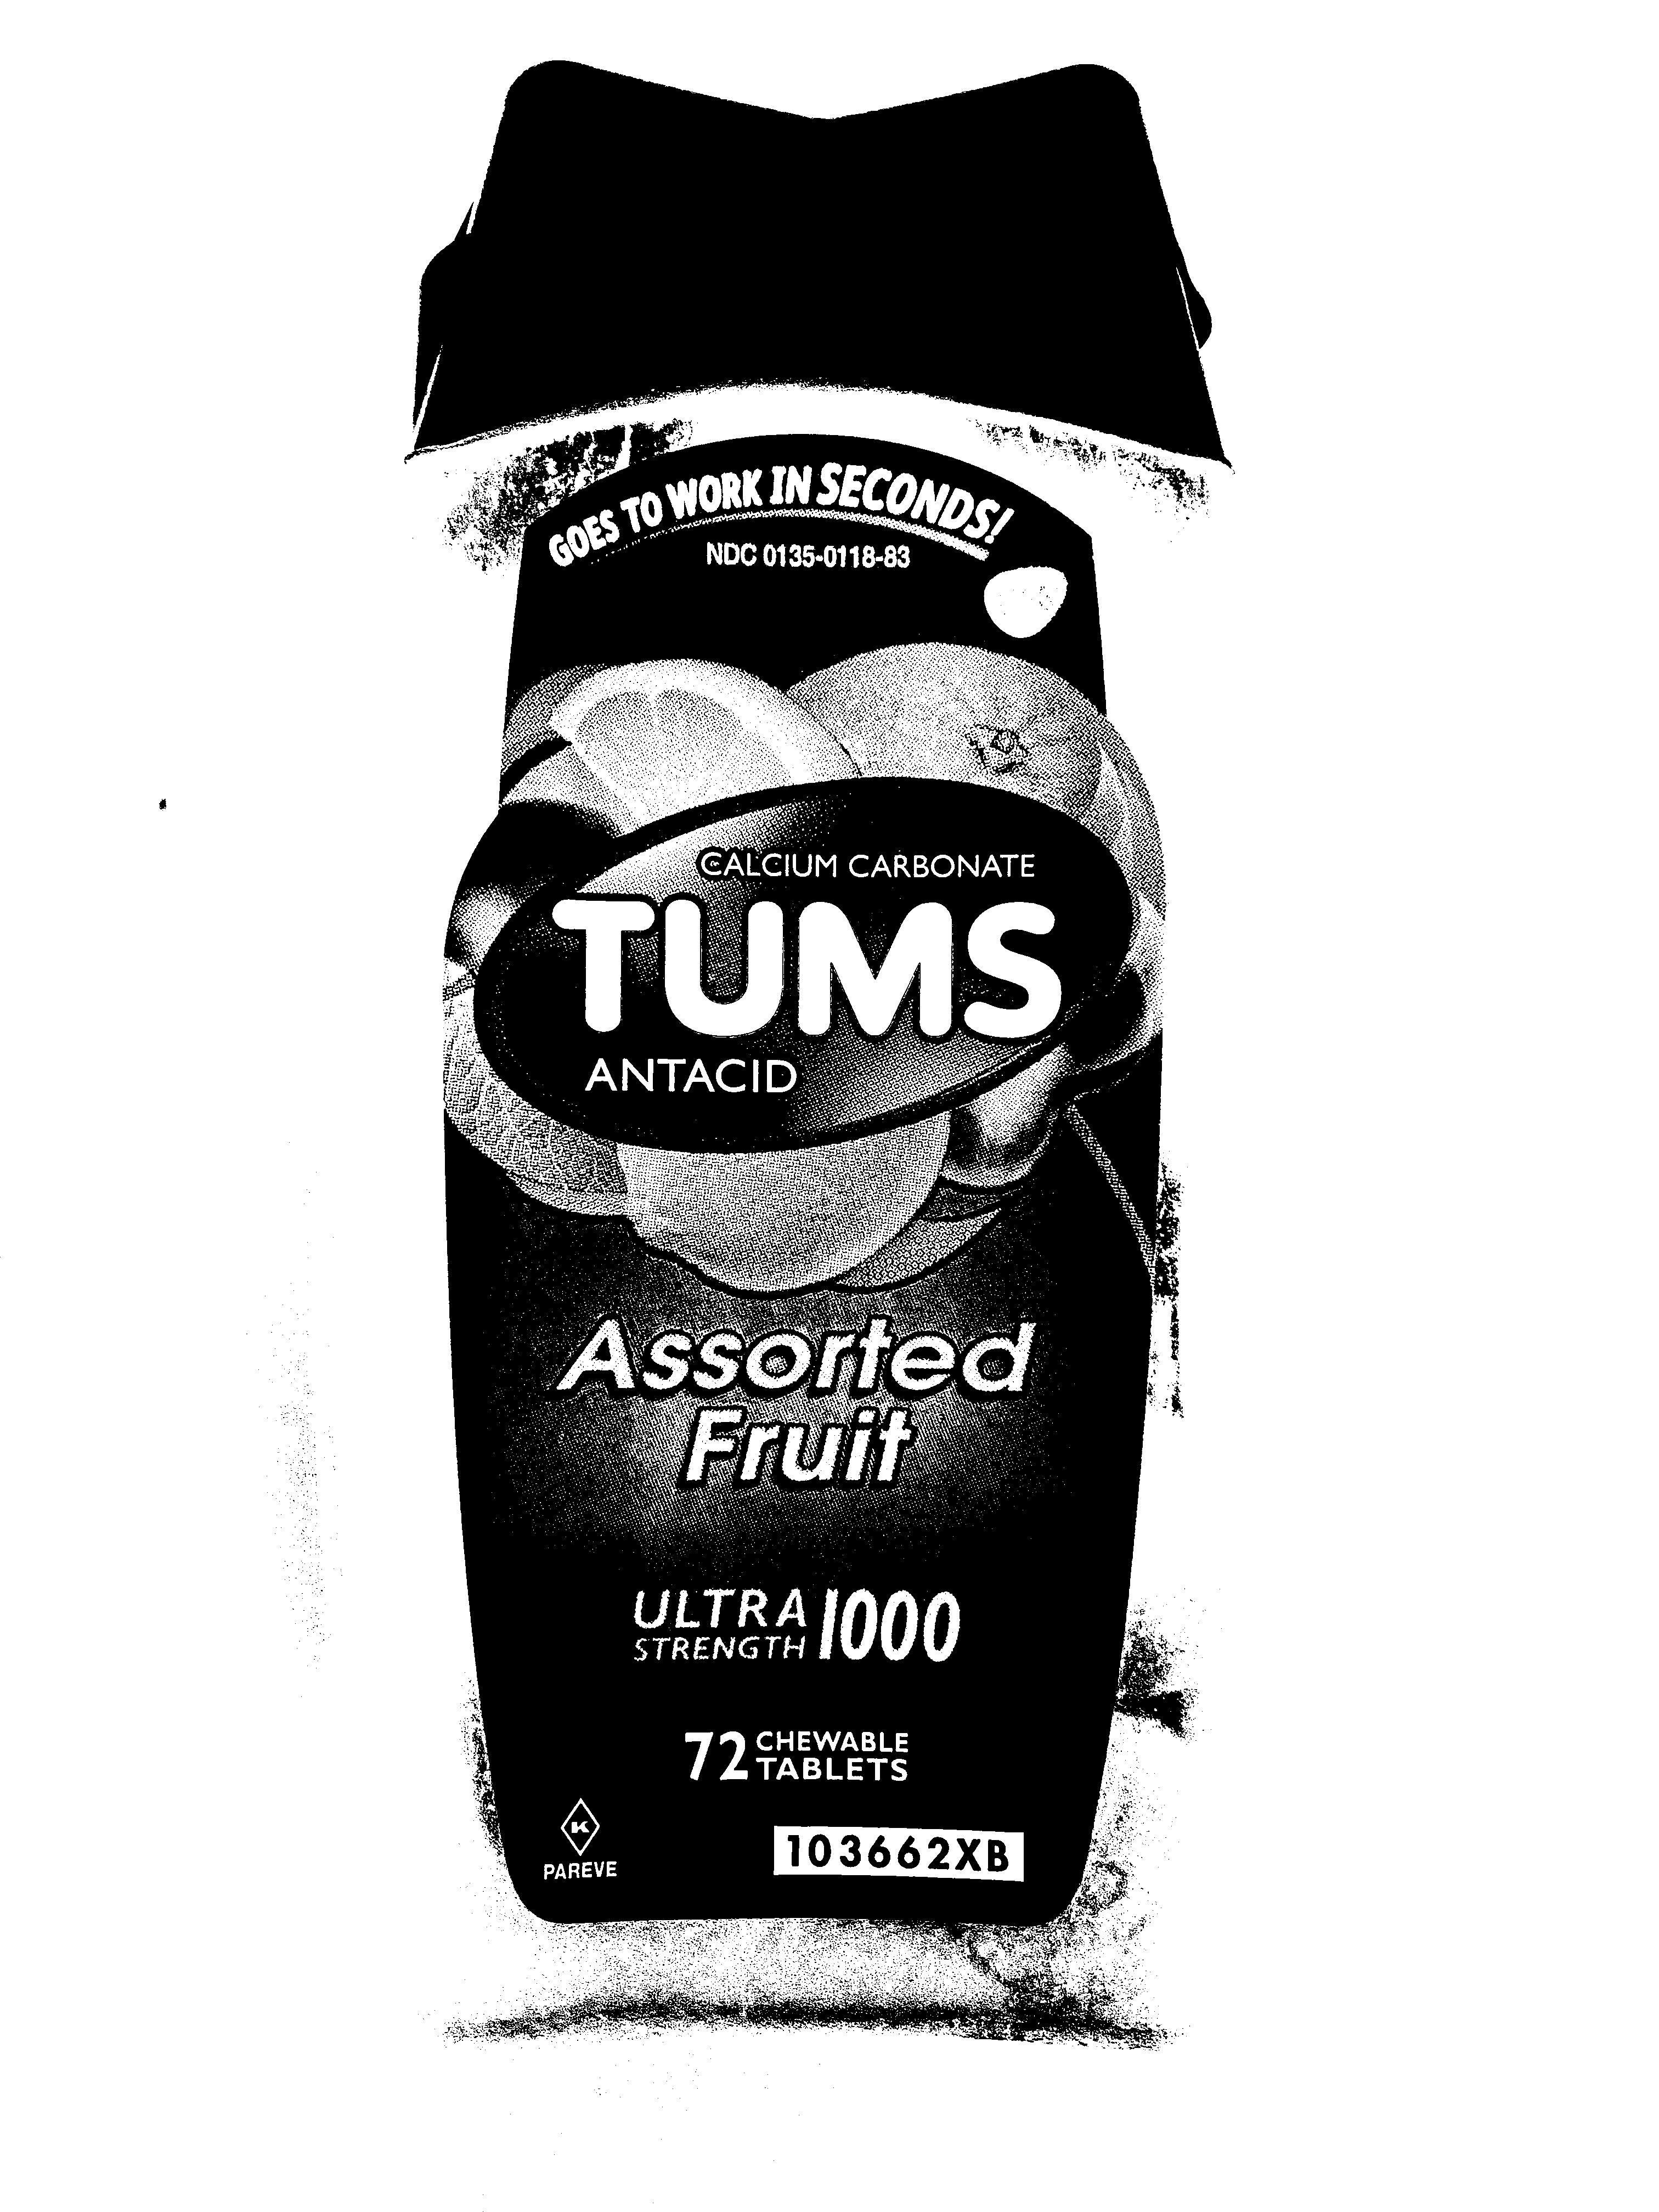 GOES TO WORK IN SECONDS!
NDC 0135-0118-83
CALCIUM CARBONATE
TUMS
ANTACID
Assorted
Fruit
ULTRA
STRENGTH
1000
72
CHEWABLE
TABLETS
K
PAREVE
103662XB